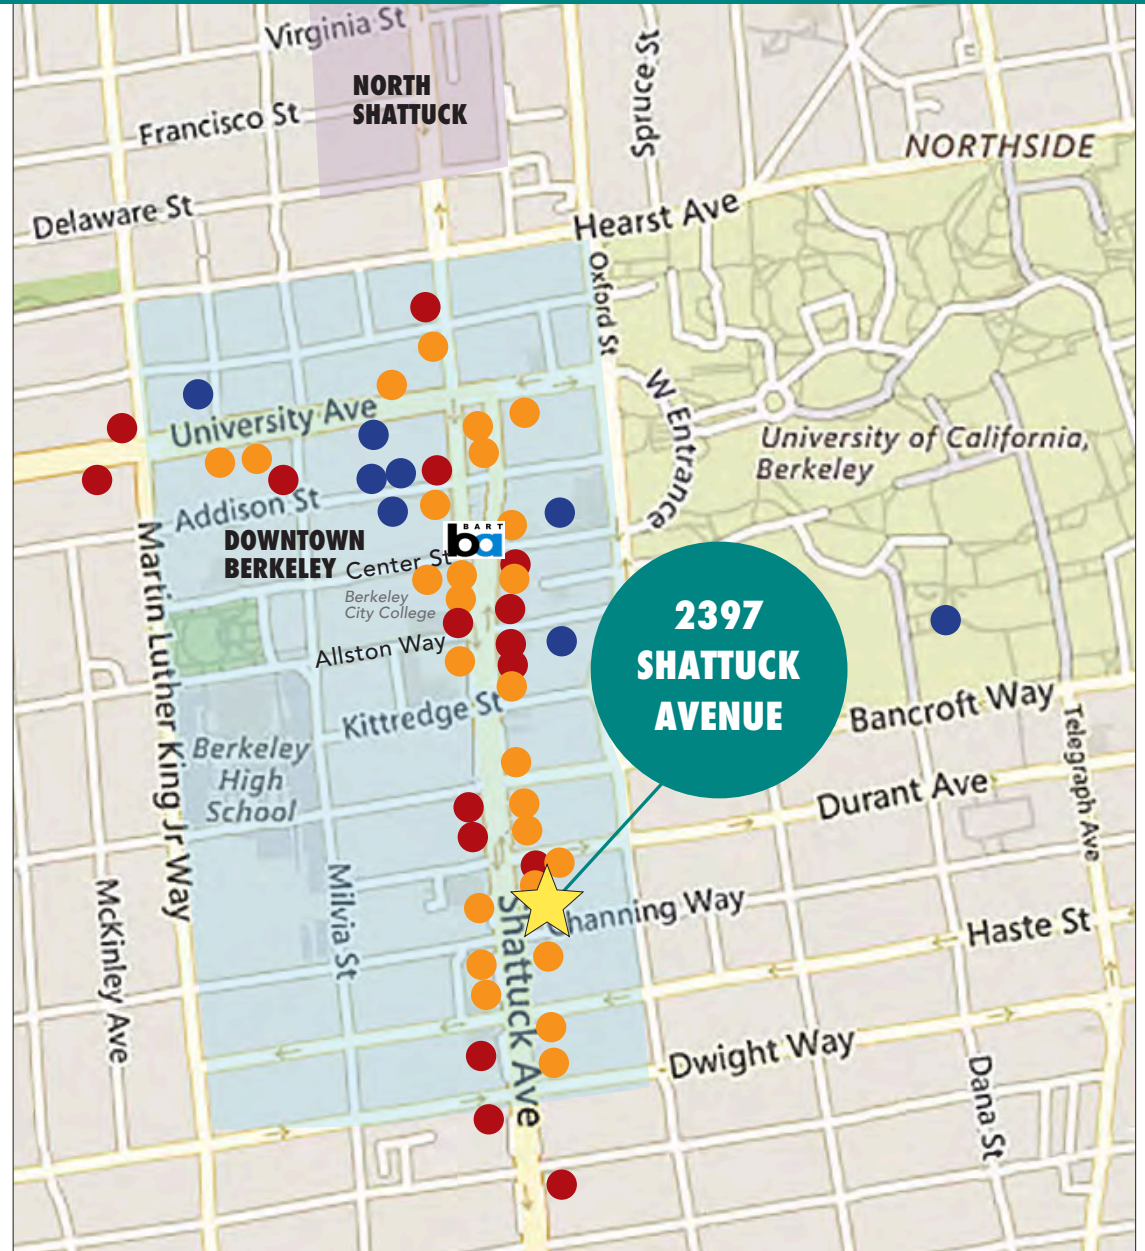 Virginia St
Spruce St
NORTH
SHATTUCK
Francisco St
NORTHSIDE
Delaware St
Hearst Ave
Oxford St
W Entrance
University Ave
University of California,
Berkeley
Addison St
DOWNTOWN
BERKELEY
BART
ba
Center St
Berkeley
City College
Allston Way
Martin Luther King Jr Way
2397
SHATTUCK
AVENUE
Kittredge St
Bancroft Way
Telegraph Ave
Berkeley
High
School
Durant Ave
McKinley Ave
Milvia St
Shattuck Ave
Channing Way
Haste St
Dwight Way
Dana St